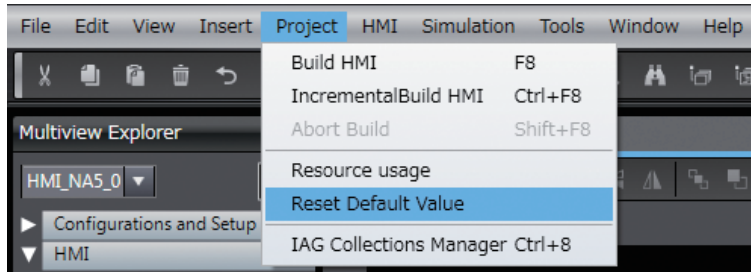 File Edit View Insert Project HMI Simulation Tools Window Help
Build HMI F8
IncrementalBuild HMI Ctrl+F8
Abort Build Shift+F8
Multiview Explorer
Resource usage
HMI_NA5_0
Reset Default Value
Configurations and Setup
IAG Collections Manager Ctrl+8
HMI